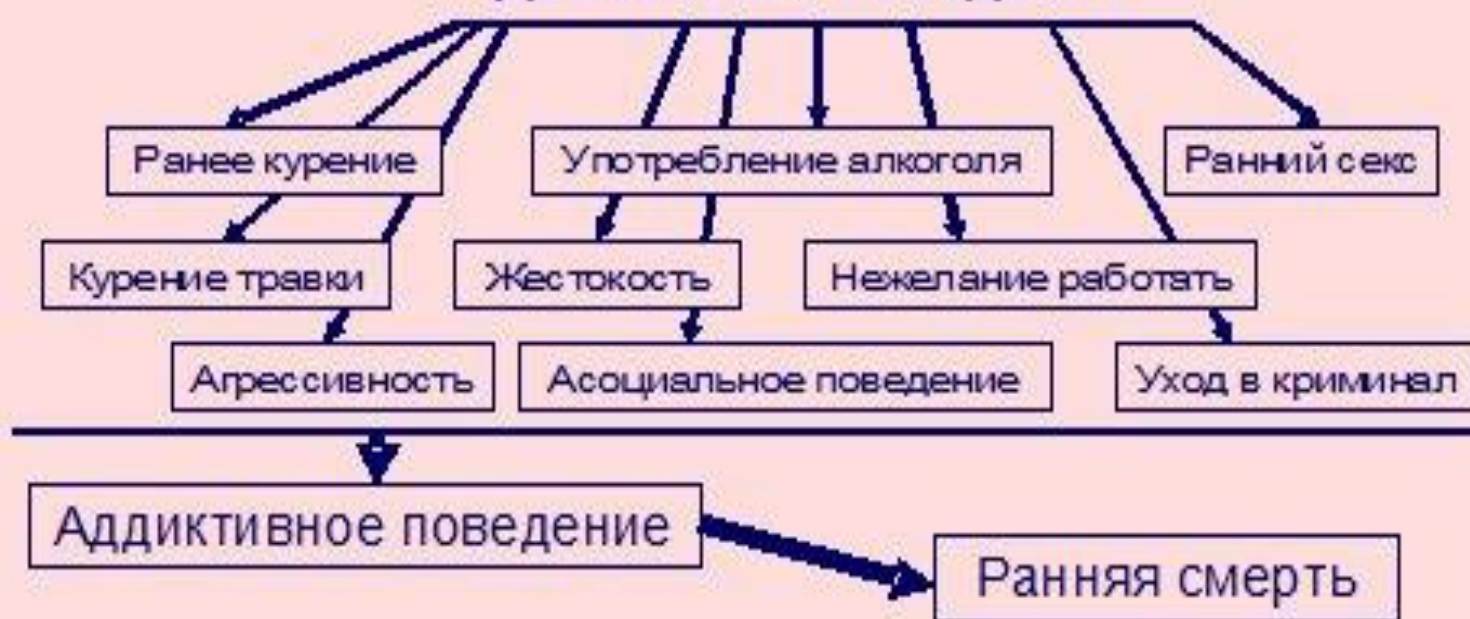 Ранее курение
Употребление алкоголя
Ранний секс
Курение травки
Жестокость
Нежелание работать
Агрессивность
Асоциальное поведение
Уход в криминал
Аддиктивное поведение
Ранняя смерть